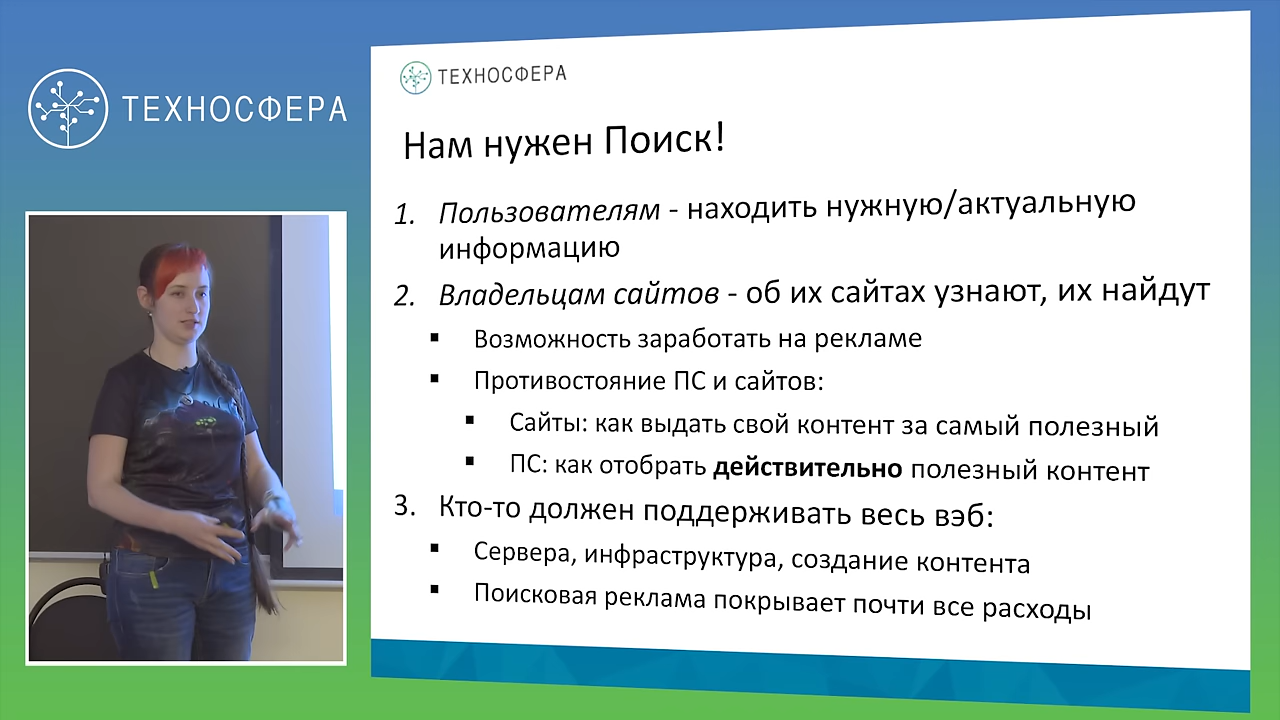 ТЕХНОСФЕРА
ТЕХНОСФЕРА
Нам нужен Поиск!
1. Пользователям - находить нужную/актуальную
информацию
2. Владельцам сайтов - об их сайтах узнают, их найдут
▪ Возможность заработать на рекламе
▪ Противостояние ПС и сайтов:
▪ Сайты: как выдать свой контент за самый полезный
▪ ПС: как отобрать действительно полезный контент
3. Кто-то должен поддерживать весь вэб:
▪ Сервера, инфраструктура, создание контента
▪ Поисковая реклама покрывает почти все расходы